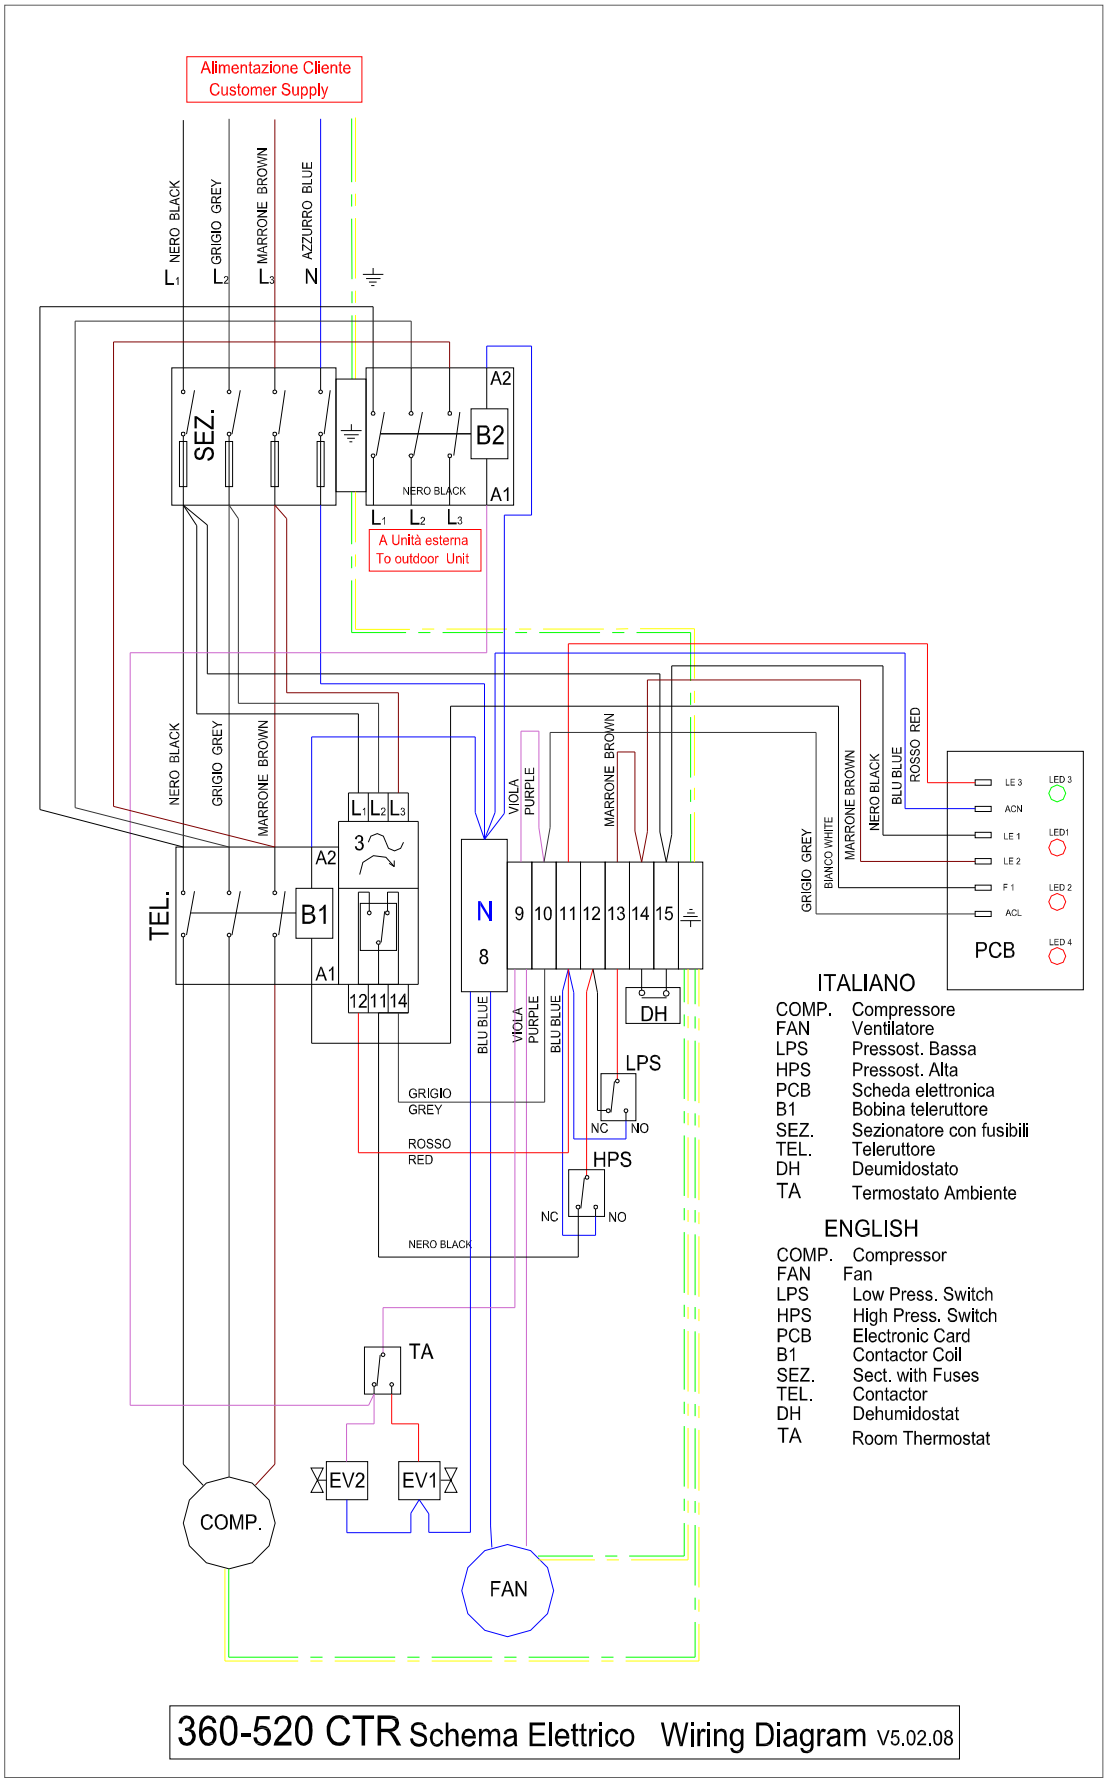 Alimentazione Cliente
Customer Supply
L1 NERO BLACK
L2 GRIGIO GREY
L3 MARRONE BROWN
N AZZURRO BLUE
SEZ.
A2
B2
A1
NERO BLACK
L1 L2 L3
A Unità esterna
To outdoor Unit
NERO BLACK
GRIGIO GREY
MARRONE BROWN
L1 L2 L3
3
A2
TEL.
B1
A1
12 11 14
VIOLA
PURPLE
MARRONE BROWN
N
8
9 10 11 12 13 14 15
GRIGIO GREY
BIANCO WHITE
MARRONE BROWN
NERO BLACK
BLU BLUE
ROSSO RED
LE 3
LED 3
ACN
LE 1
LED1
LE 2
F 1
LED 2
ACL
LED 4
PCB
BLU BLUE
VIOLA
PURPLE
BLU BLUE
DH
LPS
NC NO
GRIGIO
GREY
ROSSO
RED
HPS
NC NO
NERO BLACK
TA
EV2
EV1
COMP.
FAN
ITALIANO
COMP. Compressore
FAN Ventilatore
LPS Pressost. Bassa
HPS Pressost. Alta
PCB Scheda elettronica
B1 Bobina teleruttore
SEZ. Sezionatore con fusibili
TEL. Teleruttore
DH Deumidostato
TA Termostato Ambiente
ENGLISH
COMP. Compressor
FAN Fan
LPS Low Press. Switch
HPS High Press. Switch
PCB Electronic Card
B1 Contactor Coil
SEZ. Sect. with Fuses
TEL. Contactor
DH Dehumidostat
TA Room Thermostat
360-520 CTR Schema Elettrico Wiring Diagram V5.02.08